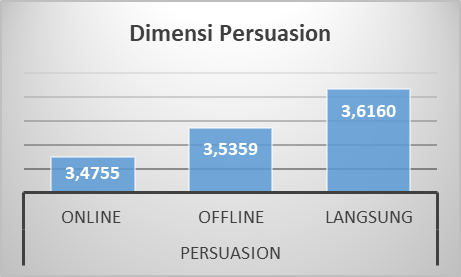 Dimensi Persuasion
3,4755
3,5359
3,6160
ONLINE OFFLINE LANGSUNG
PERSUASION